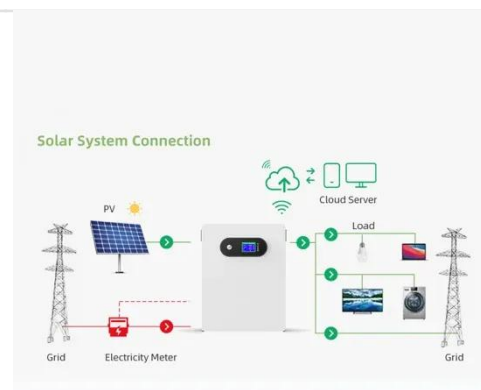 Solar System Connection
Cloud Server
PV
Load
Grid
Electricity Meter
Grid